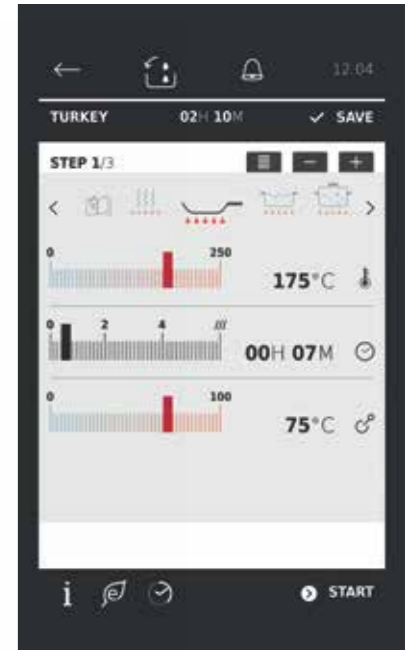 12.04
TURKEY 02H 10M SAVE
STEP 1/3
0 250
175°C
0 2 4 ///
00H 07M
0 100
75°C
i e START